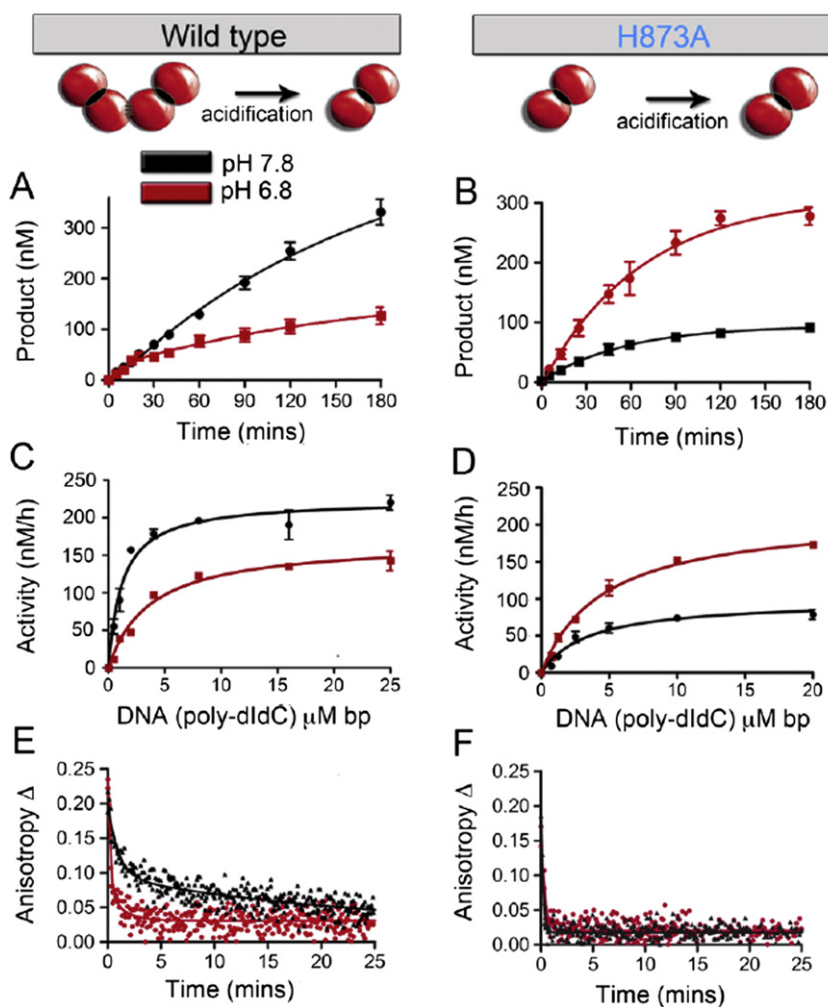 Wild type
H873A
acidification
acidification
pH 7.8
pH 6.8
A
B
Product (nM)
300
200
100
0
0 30 60 90 120 150 180
Time (mins)
Product (nM)
300
200
100
0
0 30 60 90 120 150 180
Time (mins)
C
D
Activity (nM/h)
250
200
150
100
50
0
0 5 10 15 20 25
DNA (poly-dIdC) μM bp
Activity (nM/h)
250
200
150
100
50
0
0 5 10 15 20
DNA (poly-dIdC) μM bp
E
F
Anisotropy Δ
0.25
0.20
0.15
0.10
0.05
0.00
0 5 10 15 20 25
Time (mins)
Anisotropy Δ
0.25
0.20
0.15
0.10
0.05
0.00
0 5 10 15 20 25
Time (mins)